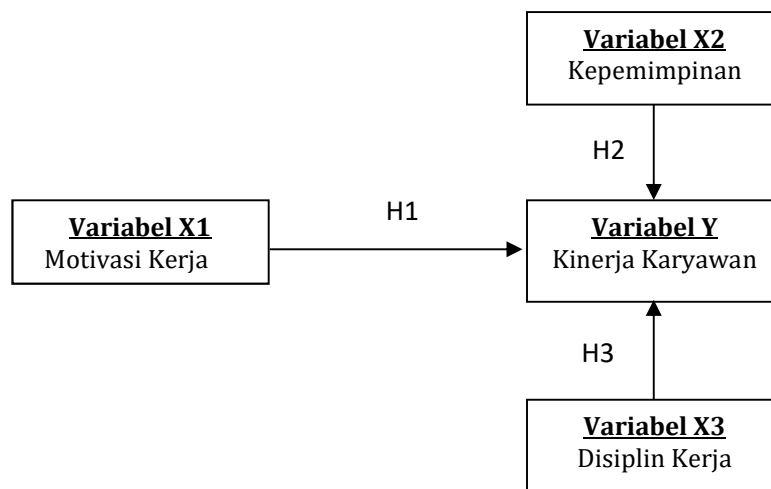 Variabel X2
Kepemimpinan
H2
H1
Variabel X1
Motivasi Kerja
Variabel Y
Kinerja Karyawan
H3
Variabel X3
Disiplin Kerja